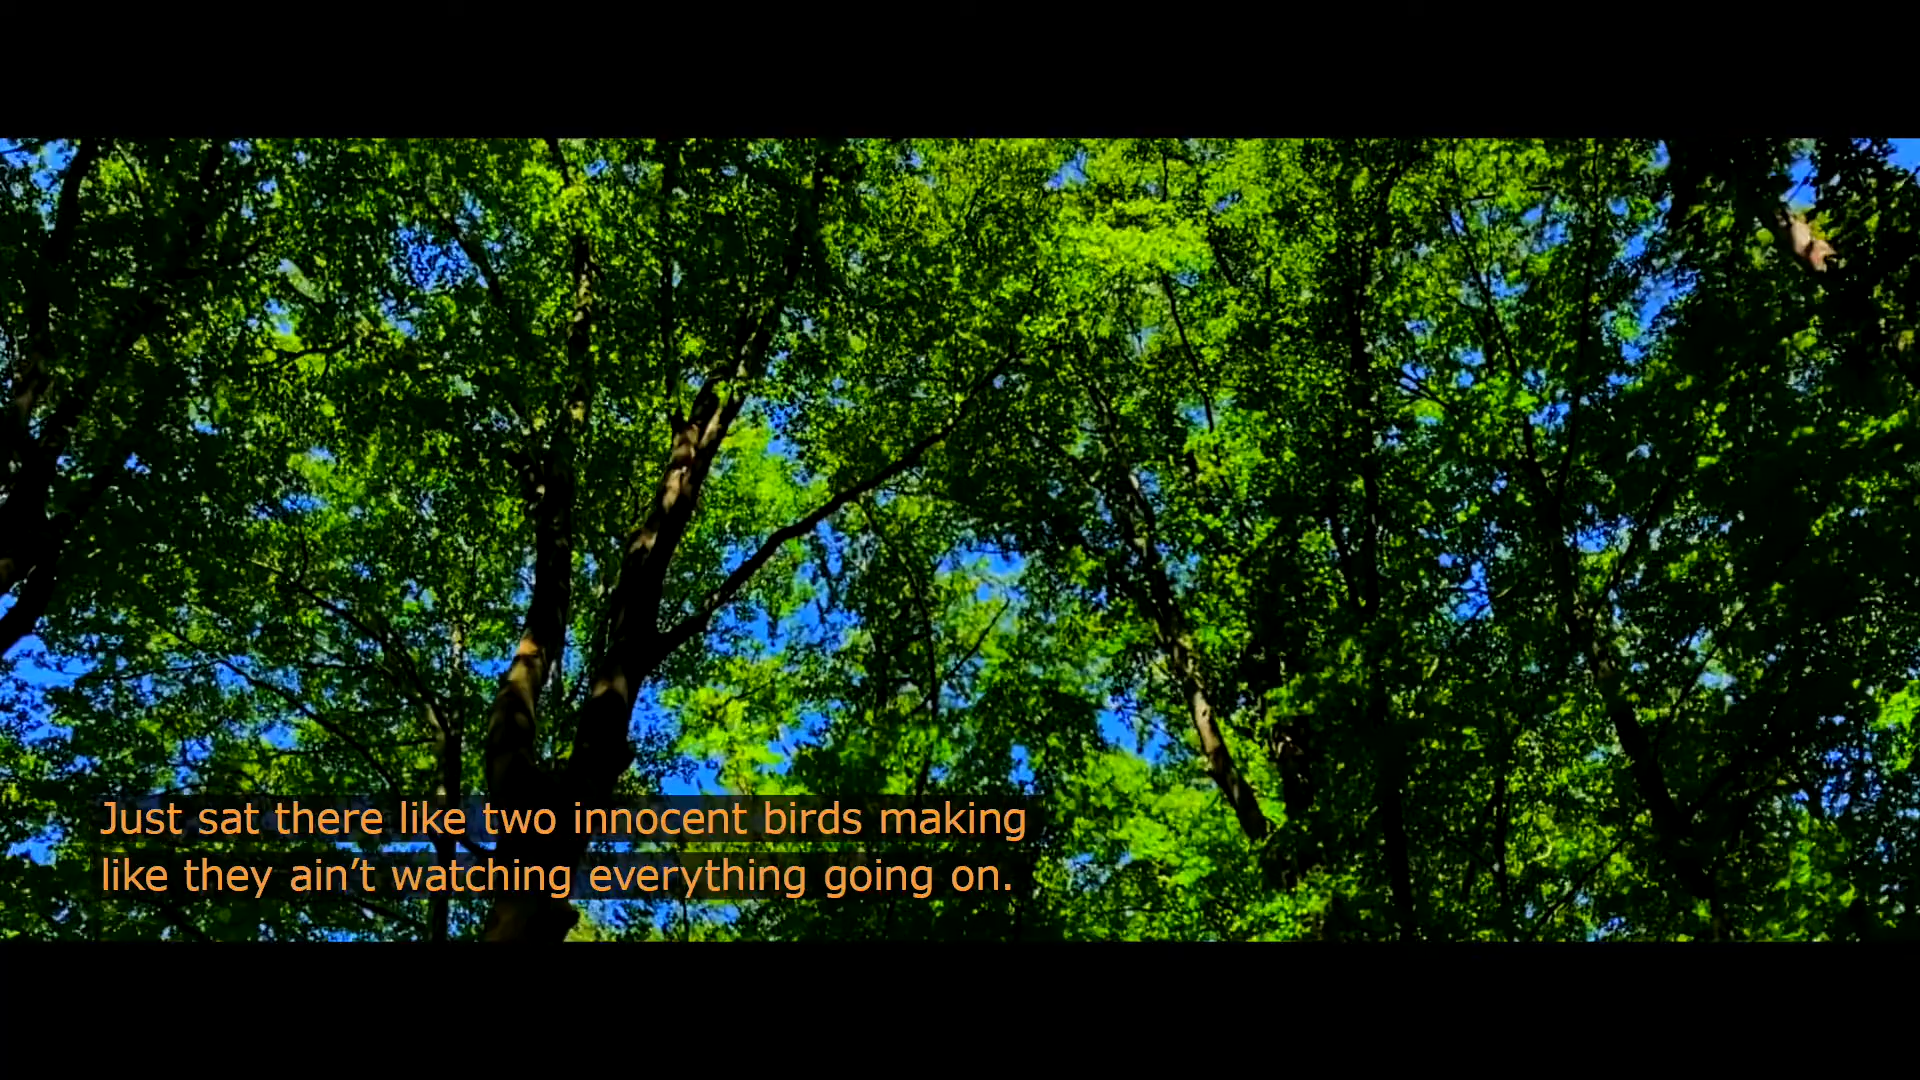 Just sat there like two innocent birds making
like they ain’t watching everything going on.